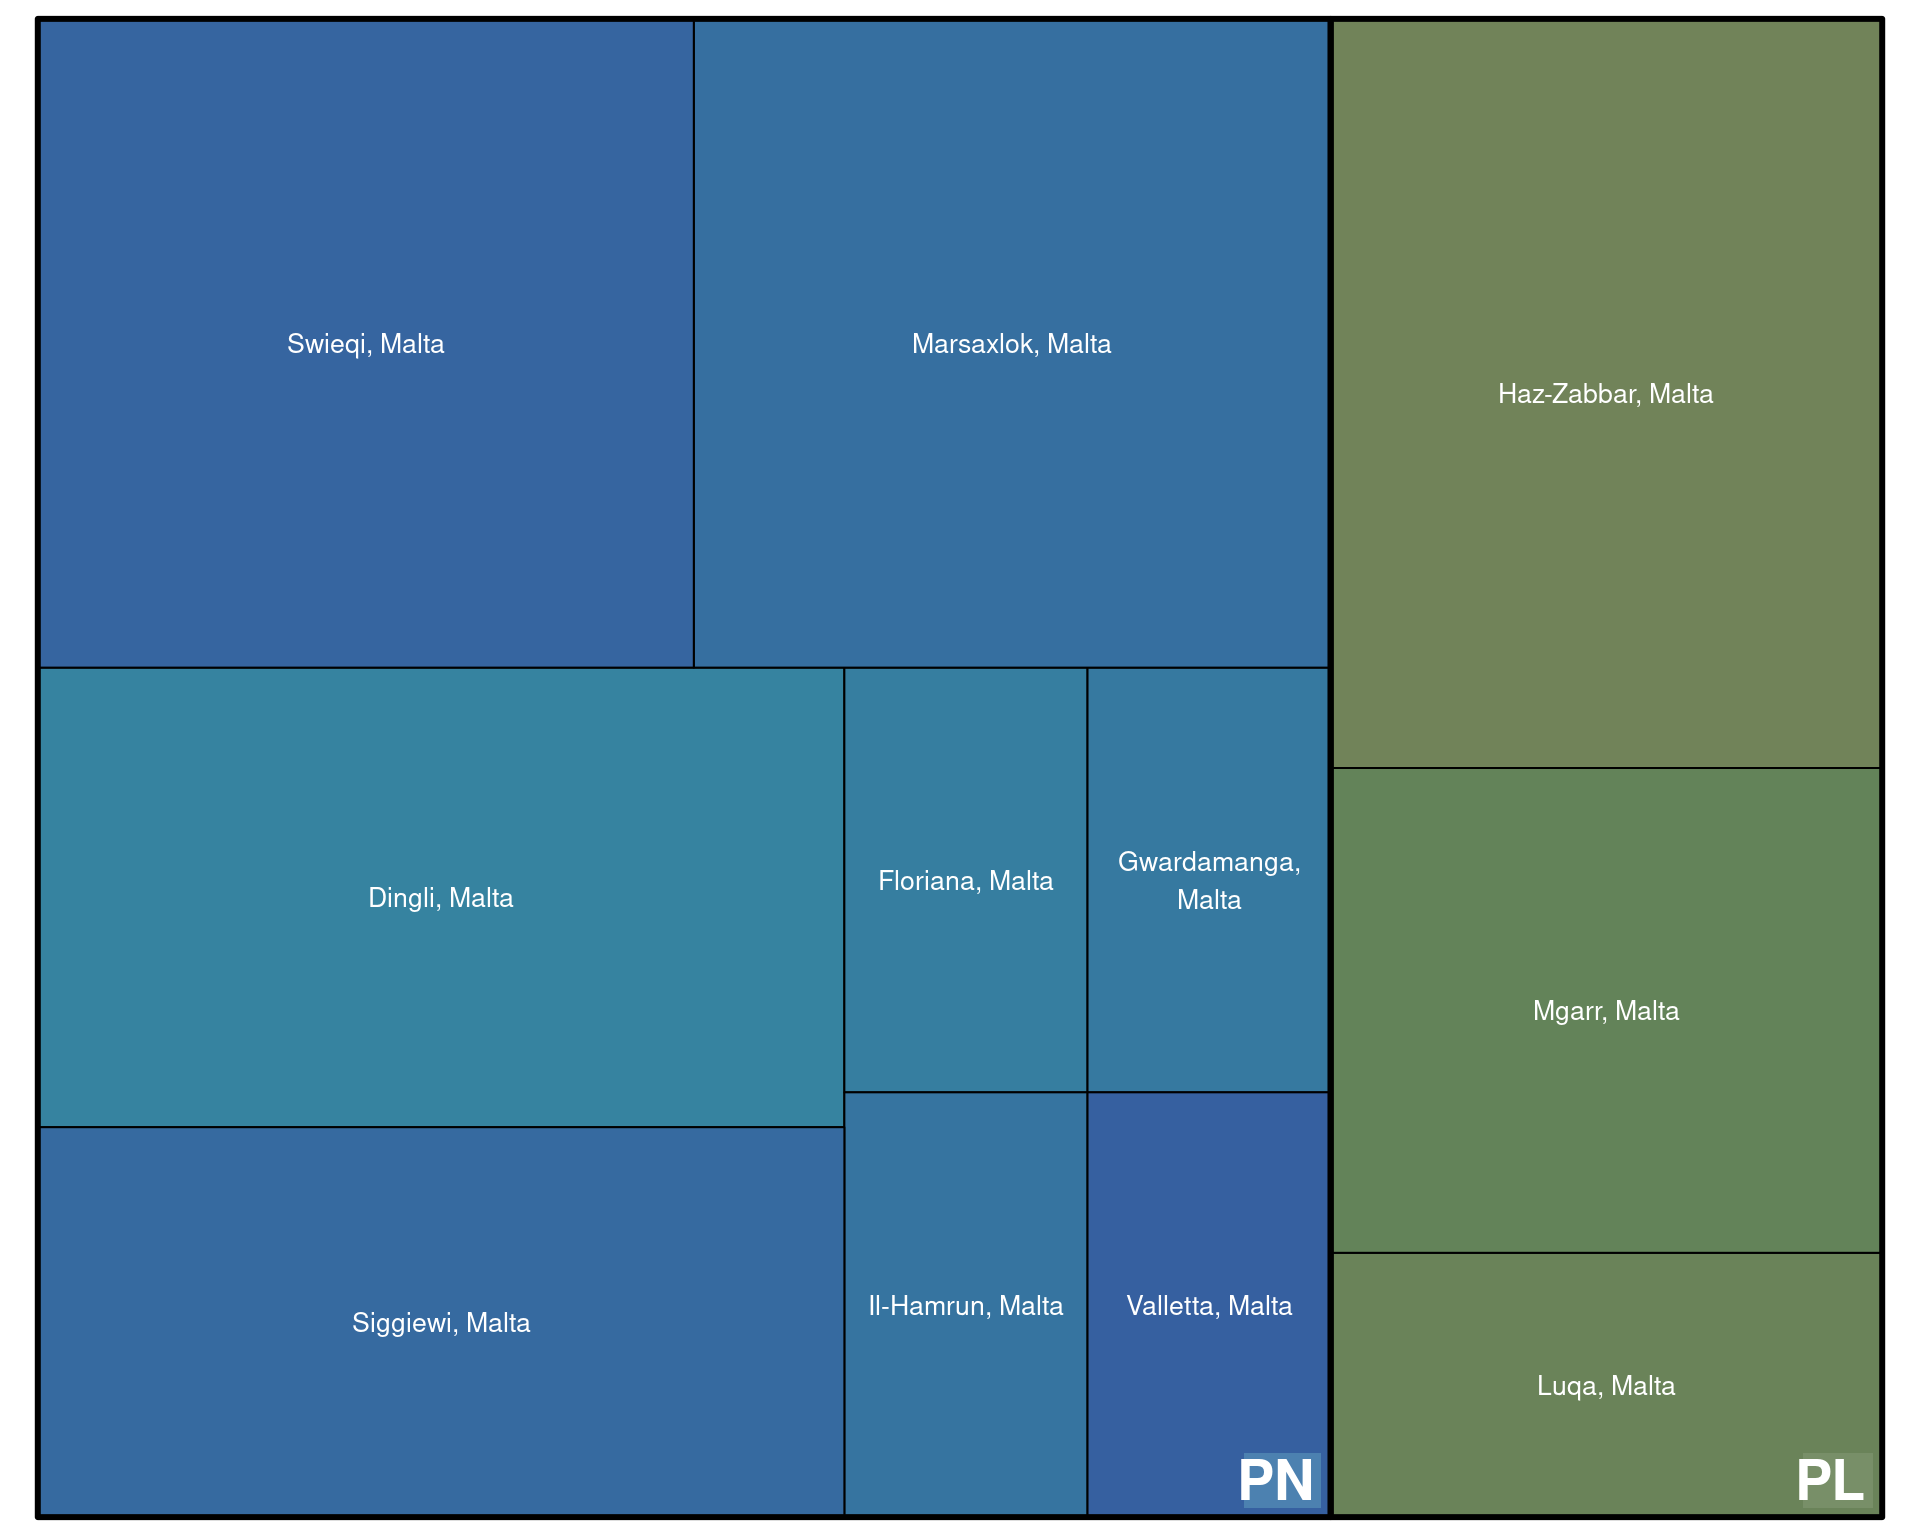 Swieqi, Malta
Marsaxlok, Malta
Haz-Zabbar, Malta
Dingli, Malta
Floriana, Malta
Gwardamanga,
Malta
Mgarr, Malta
Siggiewi, Malta
Il-Hamrun, Malta
Valletta, Malta
Luqa, Malta
PN
PL